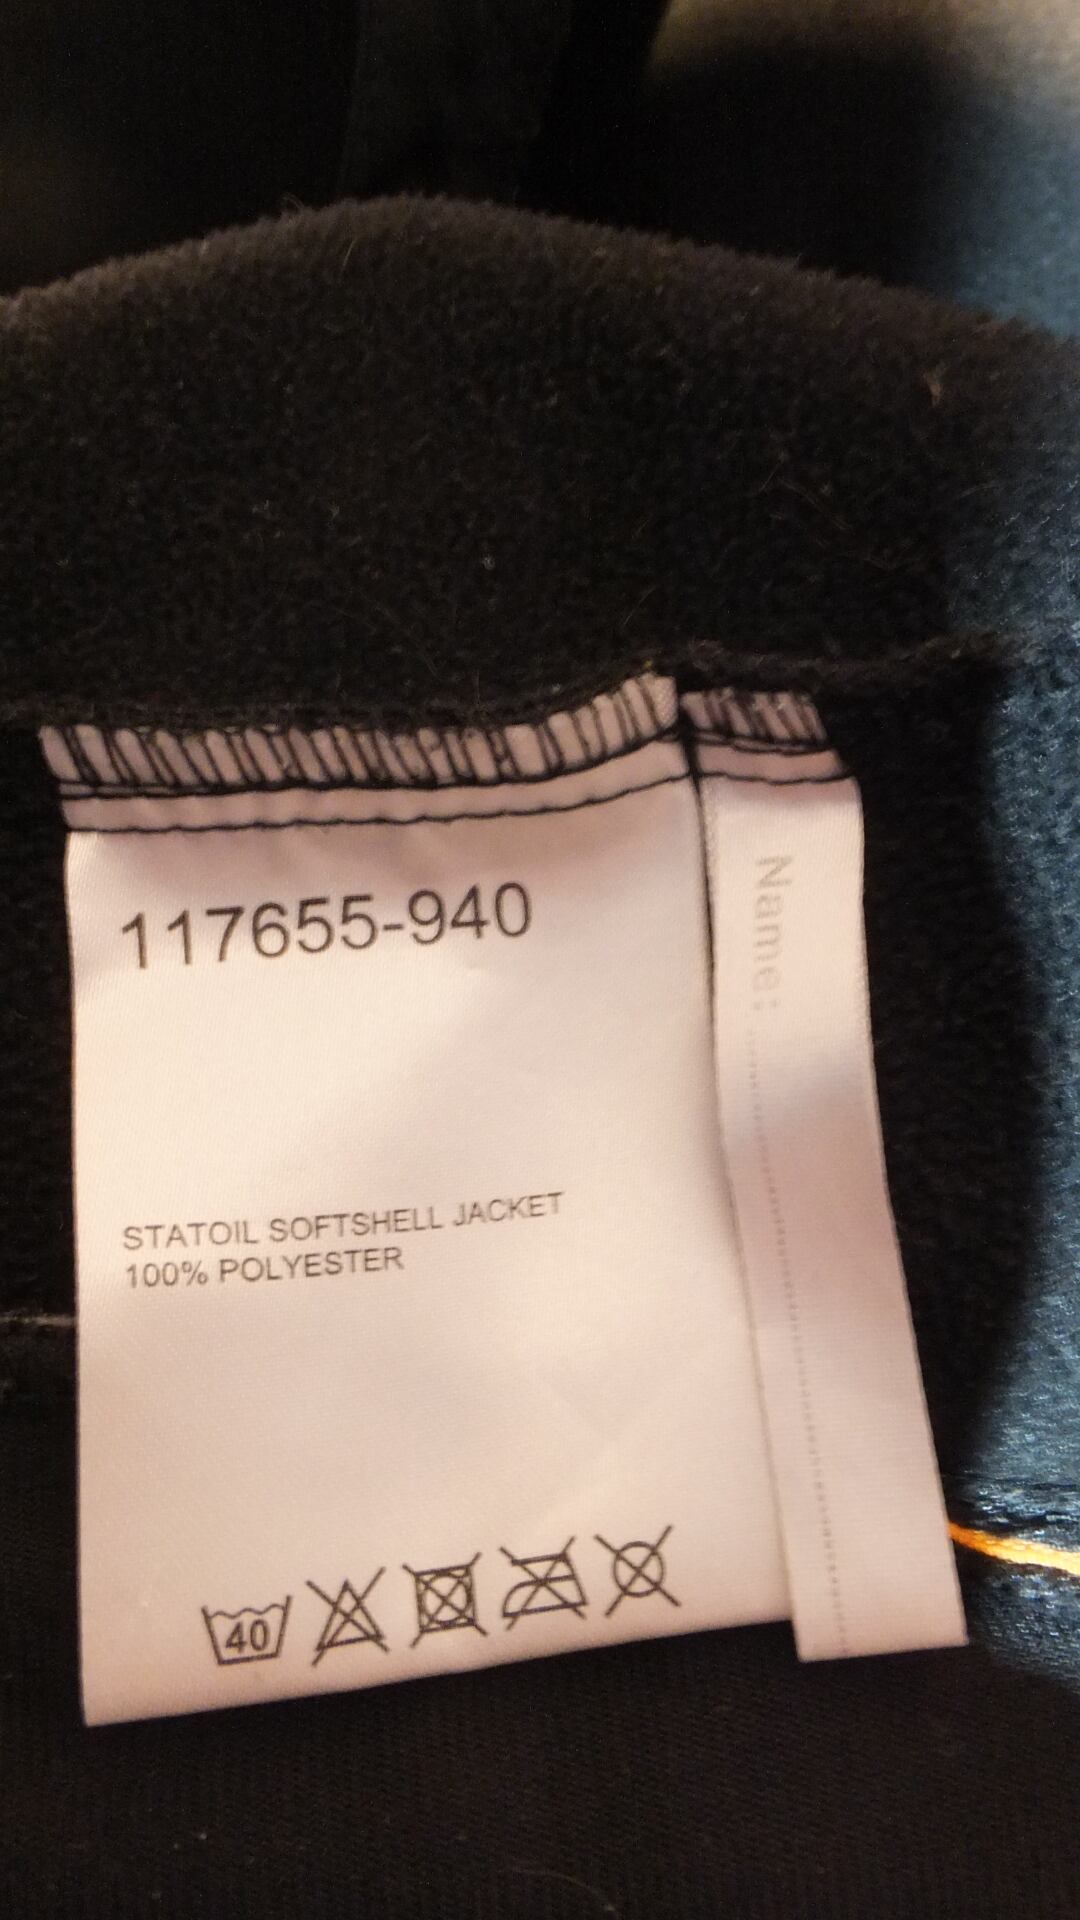 117655-940
STATOIL SOFTSHELL JACKET
100% POLYESTER
40
Name: